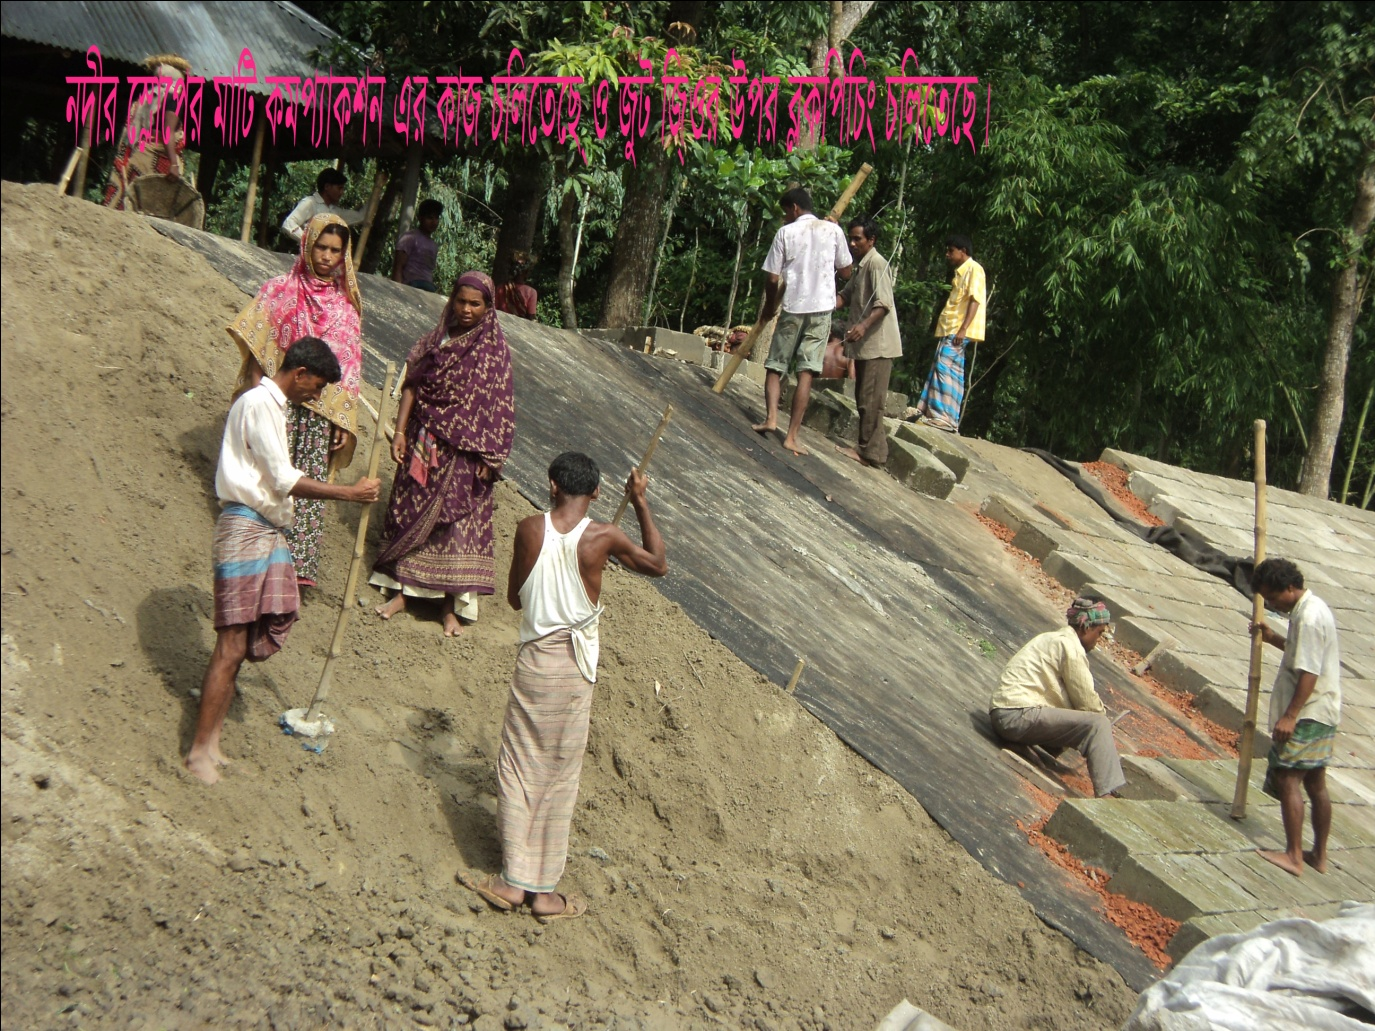 নদীর স্লোপের মাটি কমপ্যাকশন এর কাজ চলিতেছে ও জুট জিওর উপর ব্লকপিচিং চলিতেছে।